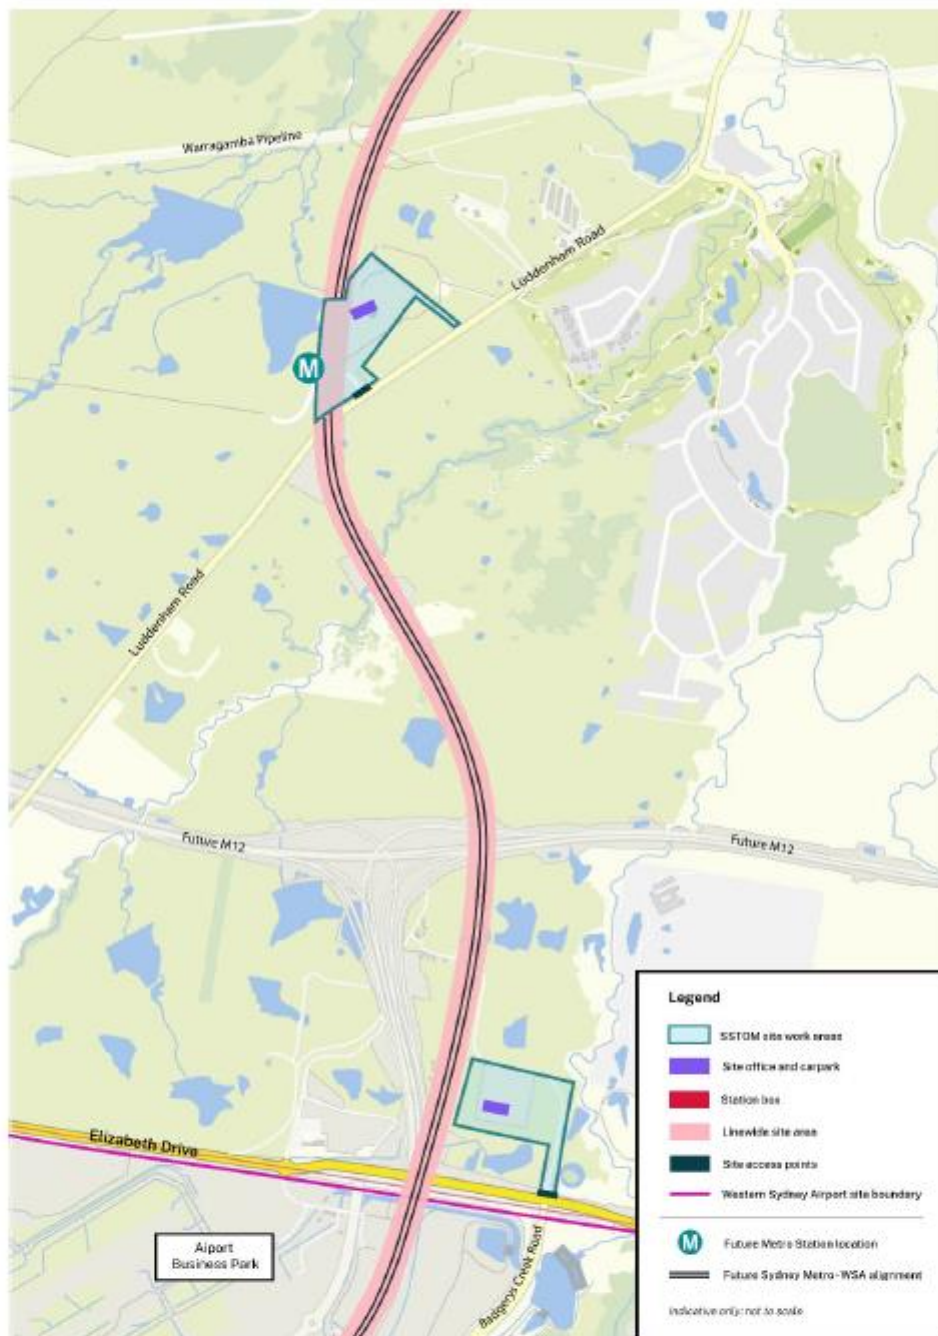 Warragamba Pipeline
Luddenham Road
M
Luddenham Road
Future M12
Future M12
Elizabeth Drive
Aiport
Business Park
Badgerys Creek Road
Legend
SSTOM site work areas
Site office and carpark
Station box
Linewide site area
Site access points
Western Sydney Airport site boundary
M
Future Metro Station location
Future Sydney Metro-WSA alignment
Indicative only: not to scale